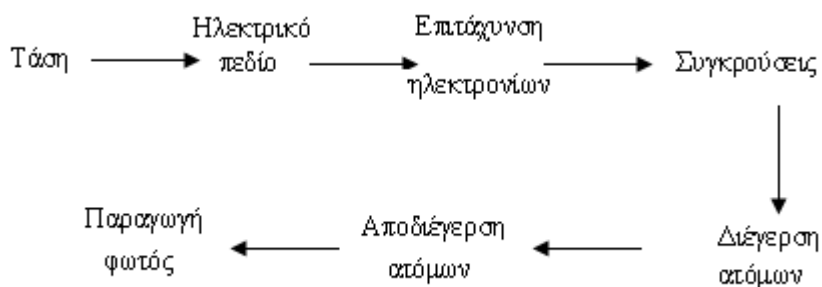 Τάση
Ηλεκτρικό
πεδίο
Επιτάχυνση
ηλεκτρονίων
Συγκρούσεις
Διέγερση
ατόμων
Αποδιέγερση
ατόμων
Παραγωγή
φωτός